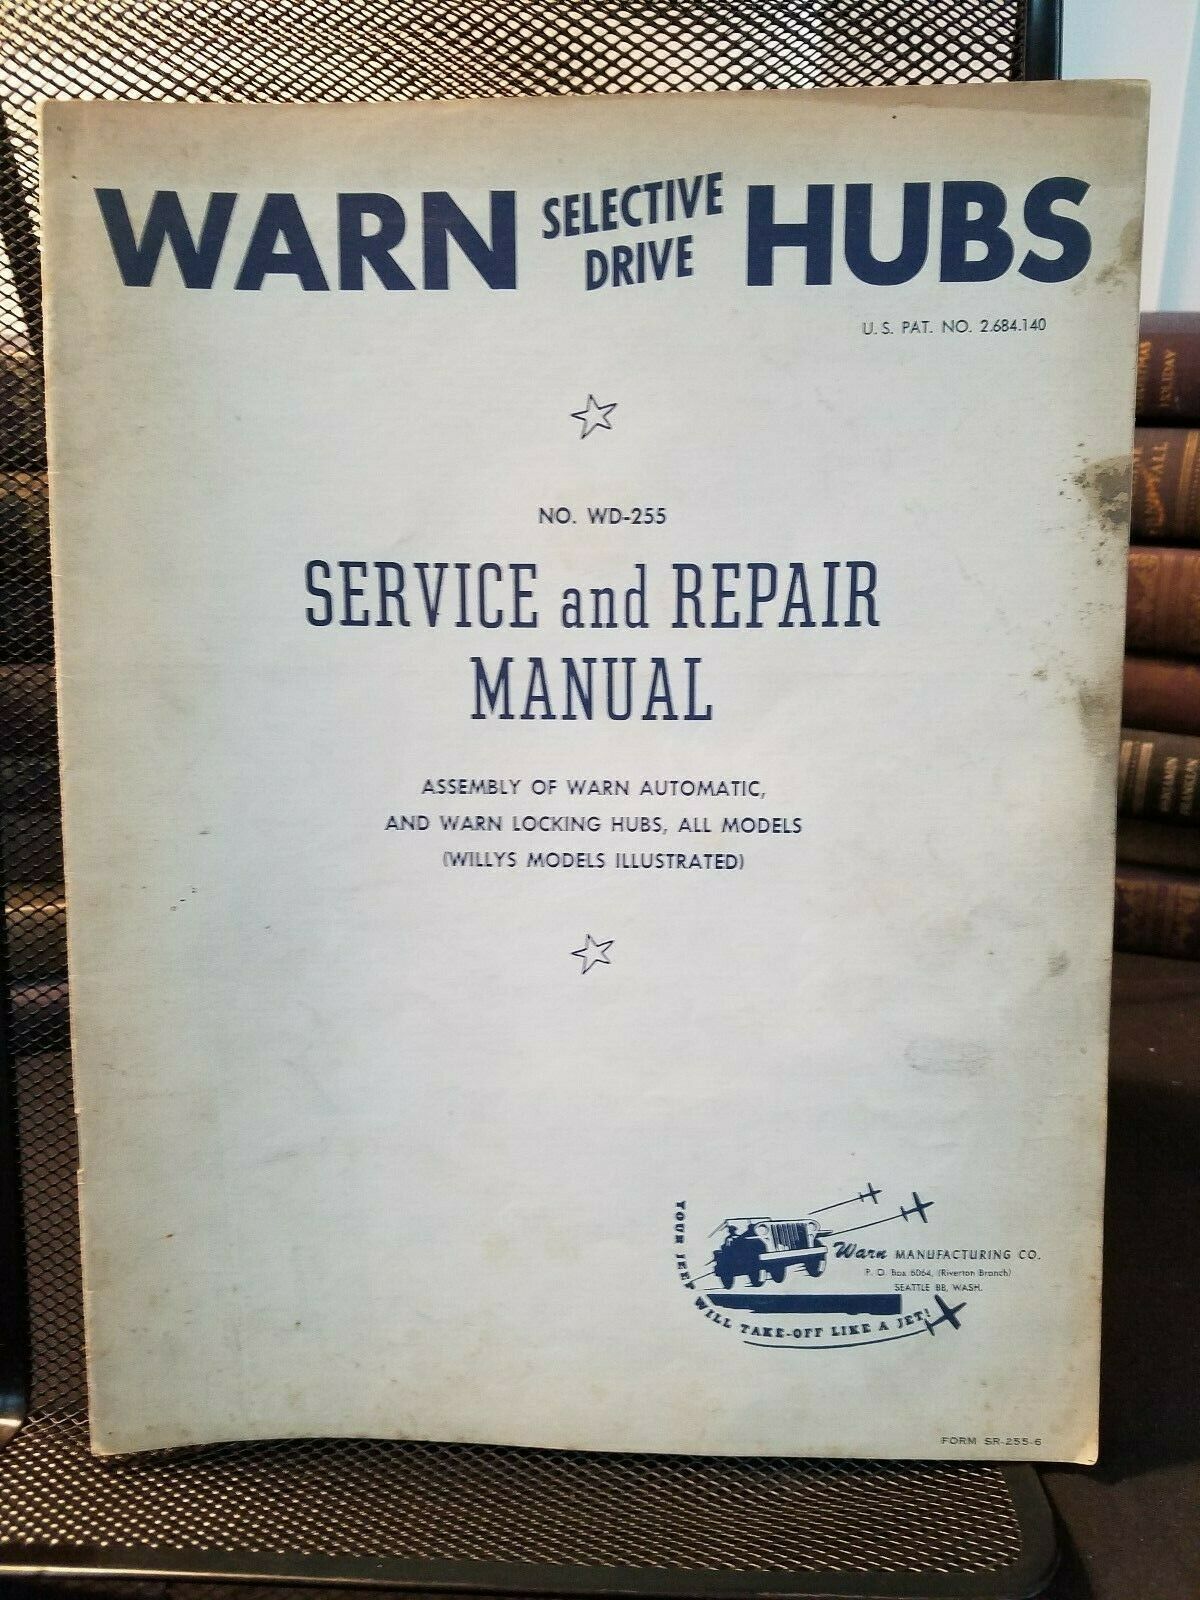 WARN SELECTIVE DRIVE HUBS
U. S. PAT. NO. 2.684.140
NO. WD-255
SERVICE and REPAIR
MANUAL
ASSEMBLY OF WARN AUTOMATIC,
AND WARN LOCKING HUBS, ALL MODELS
(WILLYS MODELS ILLUSTRATED)
YOUR JEEP WILL TAKE-OFF LIKE A JET!
Warn MANUFACTURING CO.
P. O. Box 6064, (Riverton Branch)
SEATTLE 88, WASH.
FORM SR-255-6